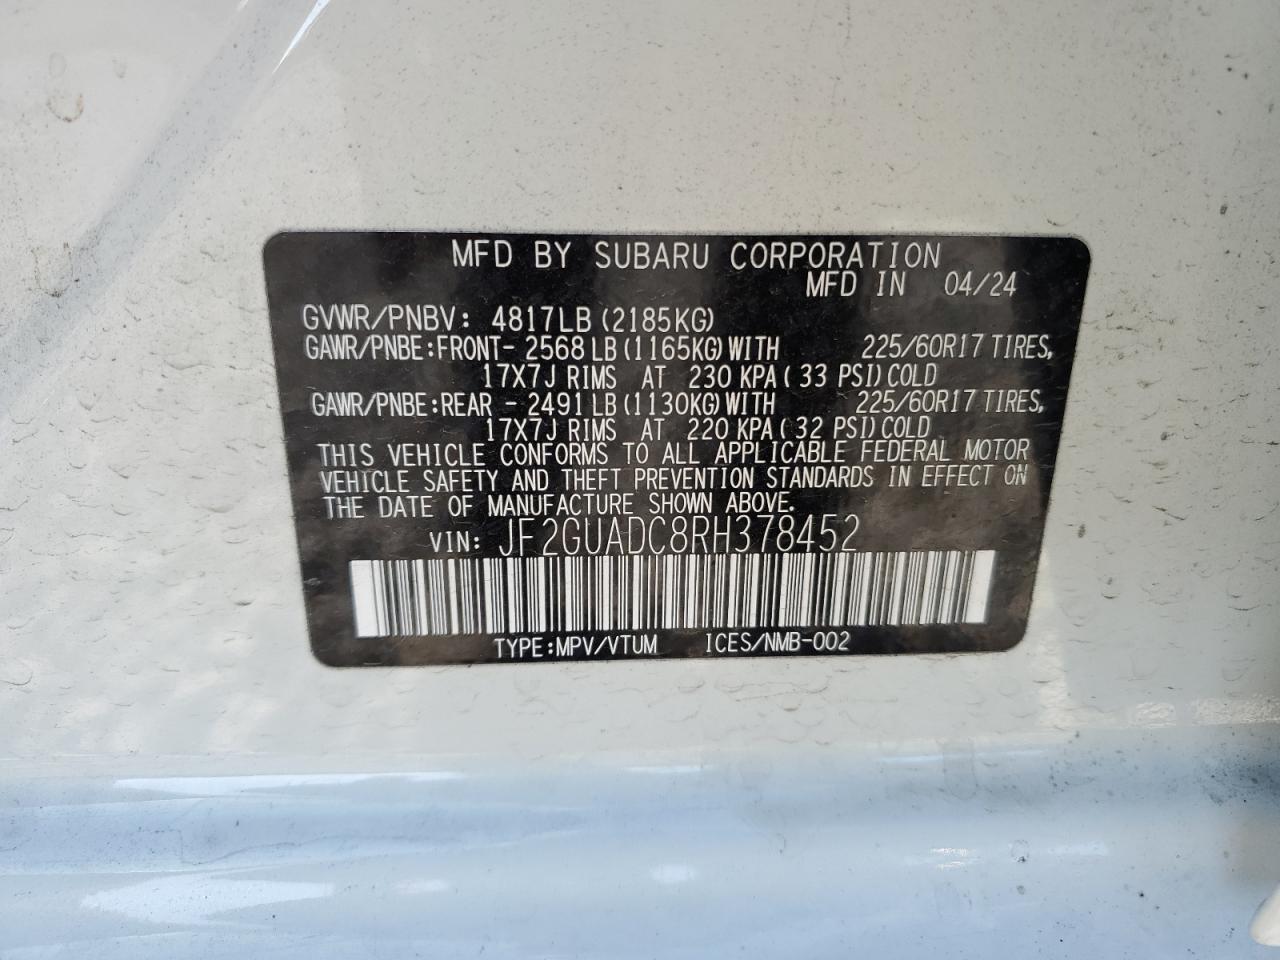 MFD BY SUBARU CORPORATION
MFD IN 04/24
GVWR/PNBV: 4817LB (2185KG)
GAWR/PNBE:FRONT- 2568 LB (1165KG) WITH 225/60R17 TIRES,
17X7J RIMS AT 230 KPA ( 33 PSI) COLD
GAWR/PNBE:REAR - 2491 LB (1130KG) WITH 225/60R17 TIRES,
17X7J RIMS AT 220 KPA ( 32 PSI) COLD
THIS VEHICLE CONFORMS TO ALL APPLICABLE FEDERAL MOTOR
VEHICLE SAFETY AND THEFT PREVENTION STANDARDS IN EFFECT ON
THE DATE OF MANUFACTURE SHOWN ABOVE.
VIN: JF2GUADC8RH378452
TYPE:MPV/VTUM ICES/NMB-002